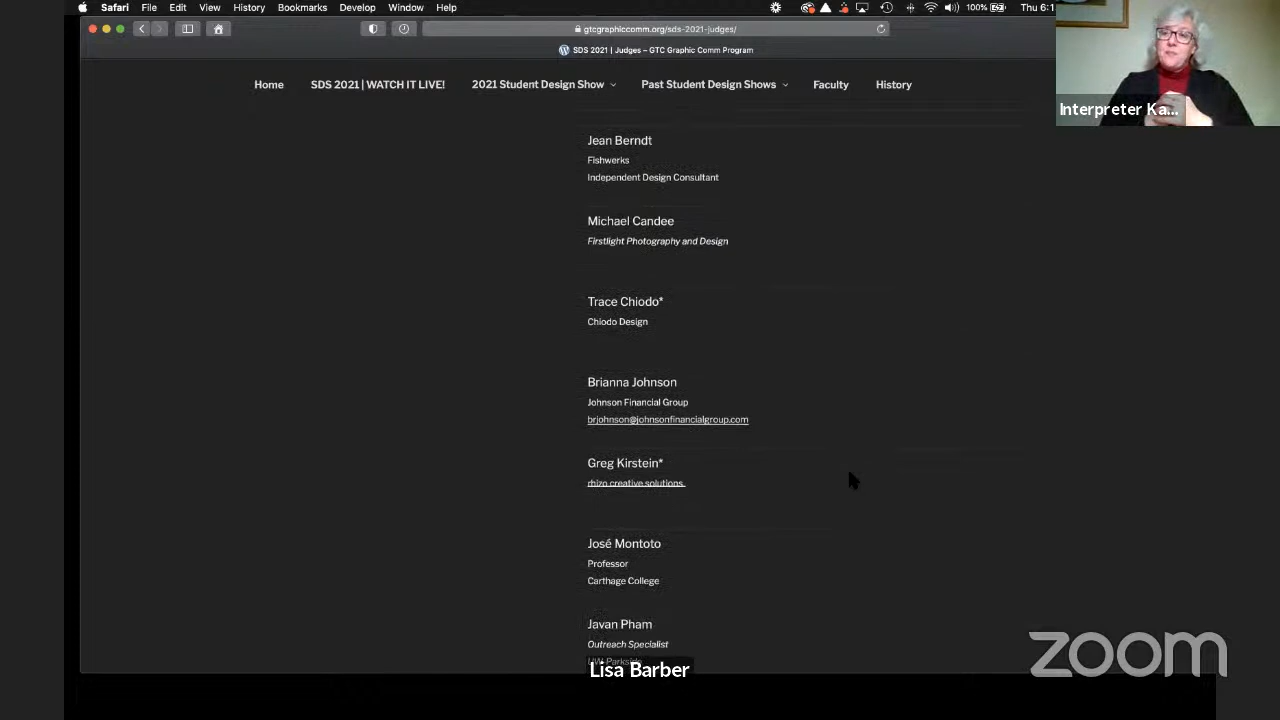 Safari File Edit View History Bookmarks Develop Window Help 100% Thu 6:1
gtcgraphiccomm.org/sds-2021-judges/
SDS 2021 | Judges – GTC Graphic Comm Program
Home SDS 2021 | WATCH IT LIVE! 2021 Student Design Show Past Student Design Shows Faculty History
Interpreter Ka...
Jean Berndt
Fishwerks
Independent Design Consultant
Michael Candee
Firstlight Photography and Design
Trace Chiodo*
Chiodo Design
Brianna Johnson
Johnson Financial Group
brjohnson@johnsonfinancialgroup.com
Greg Kirstein*
rhizo creative solutions
José Montoto
Professor
Carthage College
Javan Pham
Outreach Specialist
UW Parkside
Lisa Barber
zoom